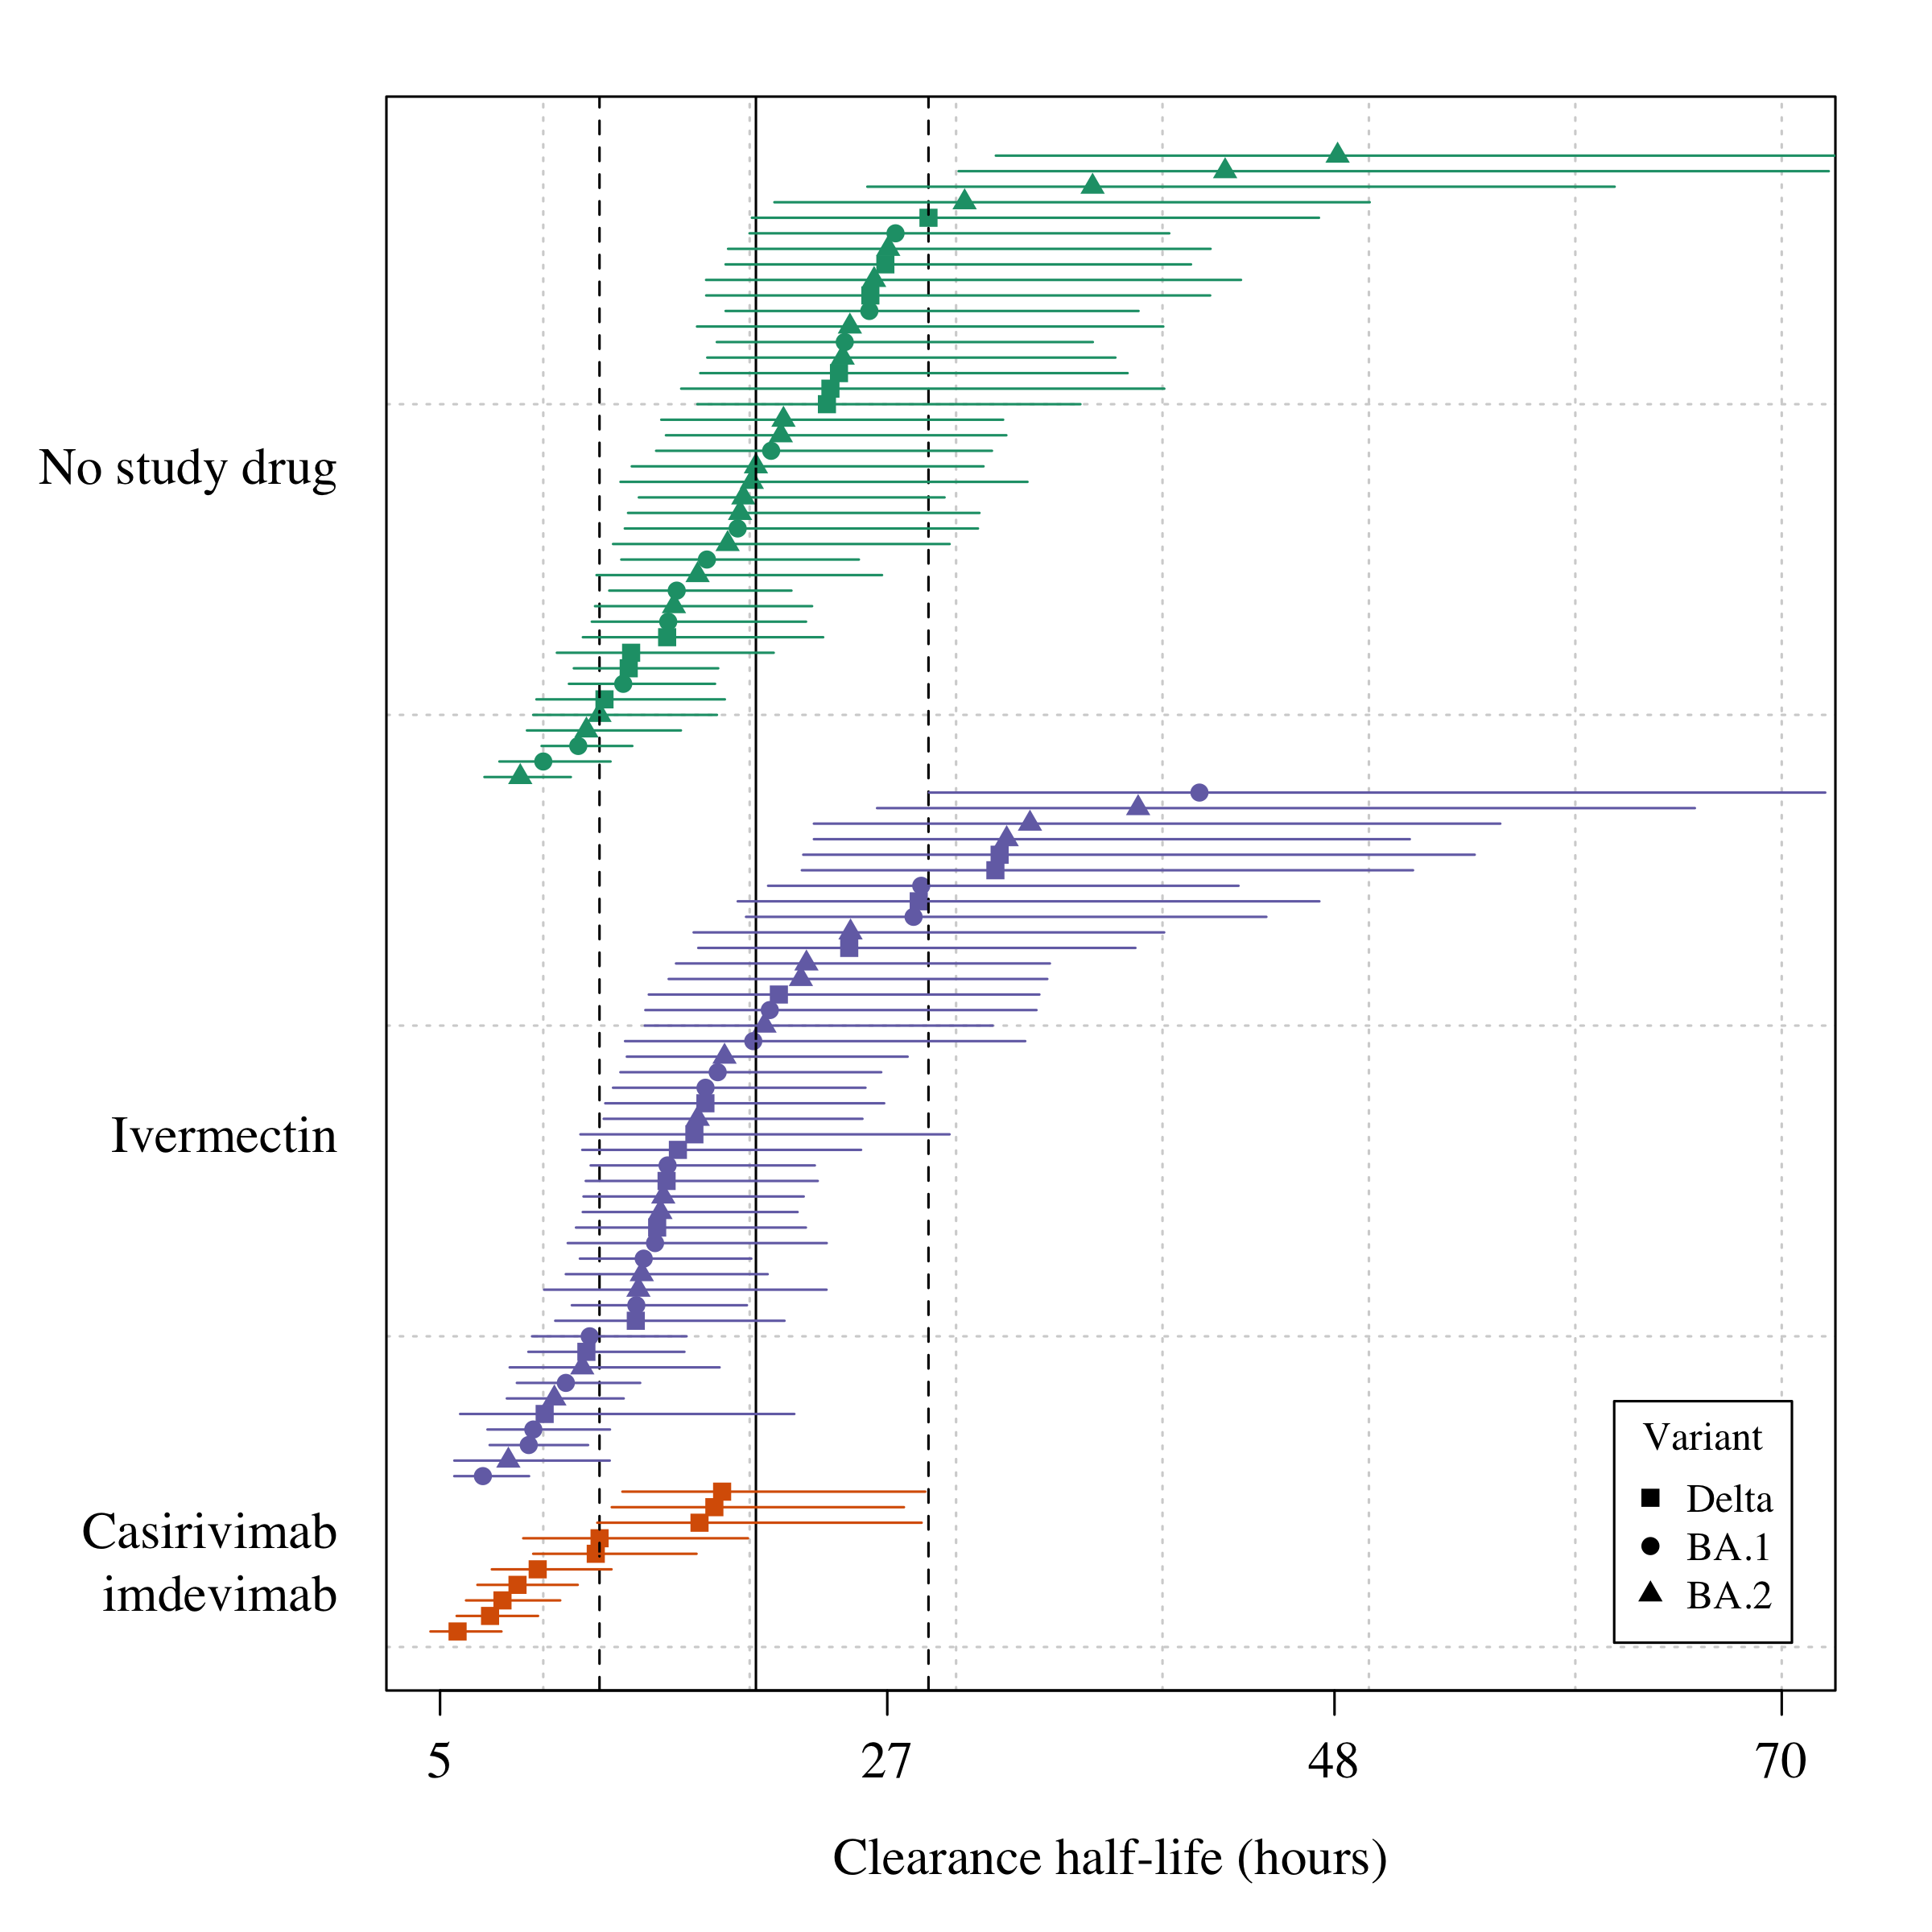 No study drug
Ivermectin
Casirivimab
imdevimab
Variant
Delta
BA.1
BA.2
5
27
48
70
Clearance half-life (hours)